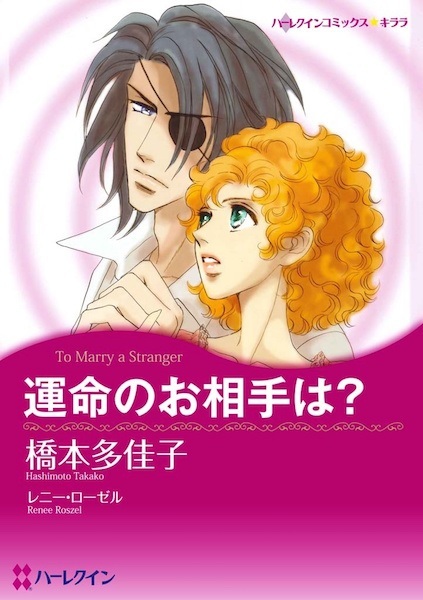 ハーレクインコミックス★キララ
To Marry a Stranger
運命のお相手は?
橋本多佳子
Hashimoto Takako
レニー・ローゼル
Renee Roszel
ハーレクイン